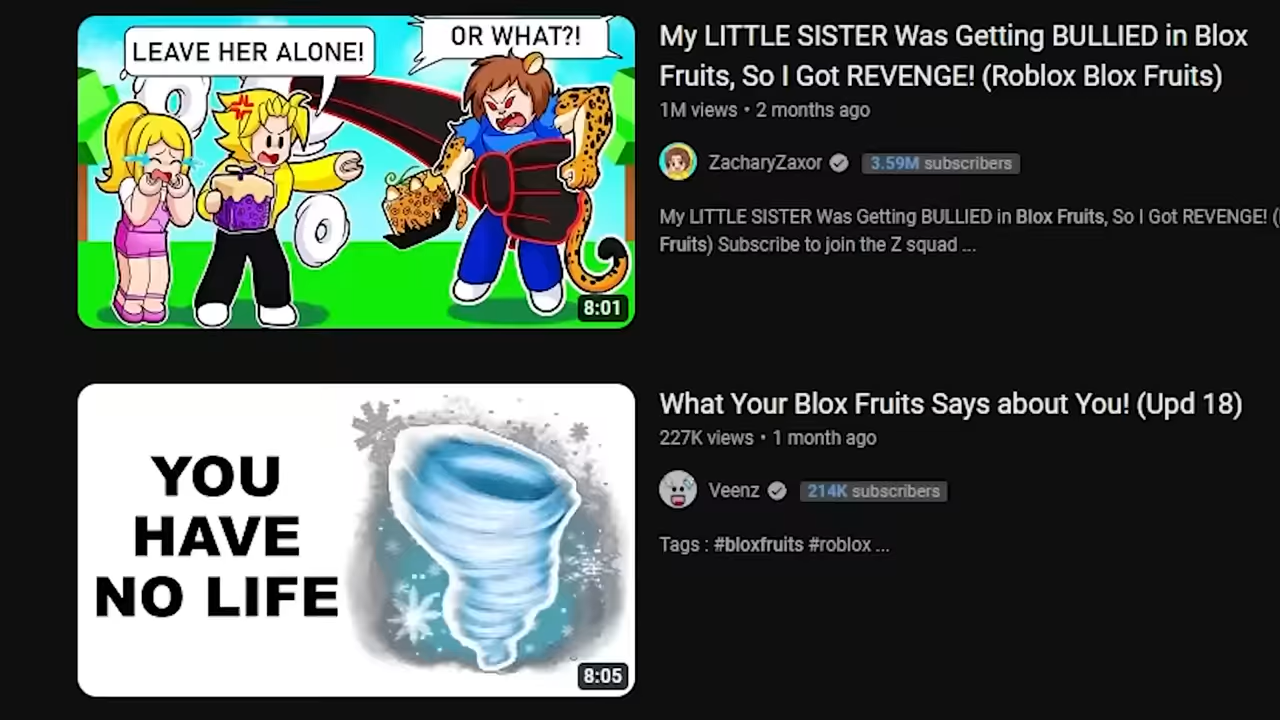 LEAVE HER ALONE!
OR WHAT?!
8:01
My LITTLE SISTER Was Getting BULLIED in Blox
Fruits, So I Got REVENGE! (Roblox Blox Fruits)
1M views • 2 months ago
ZacharyZaxor
3.59M subscribers
My LITTLE SISTER Was Getting BULLIED in Blox Fruits, So I Got REVENGE! (
Fruits) Subscribe to join the Z squad ...
YOU
HAVE
NO LIFE
8:05
What Your Blox Fruits Says about You! (Upd 18)
227K views • 1 month ago
Veenz
214K subscribers
Tags : #bloxfruits #roblox ...